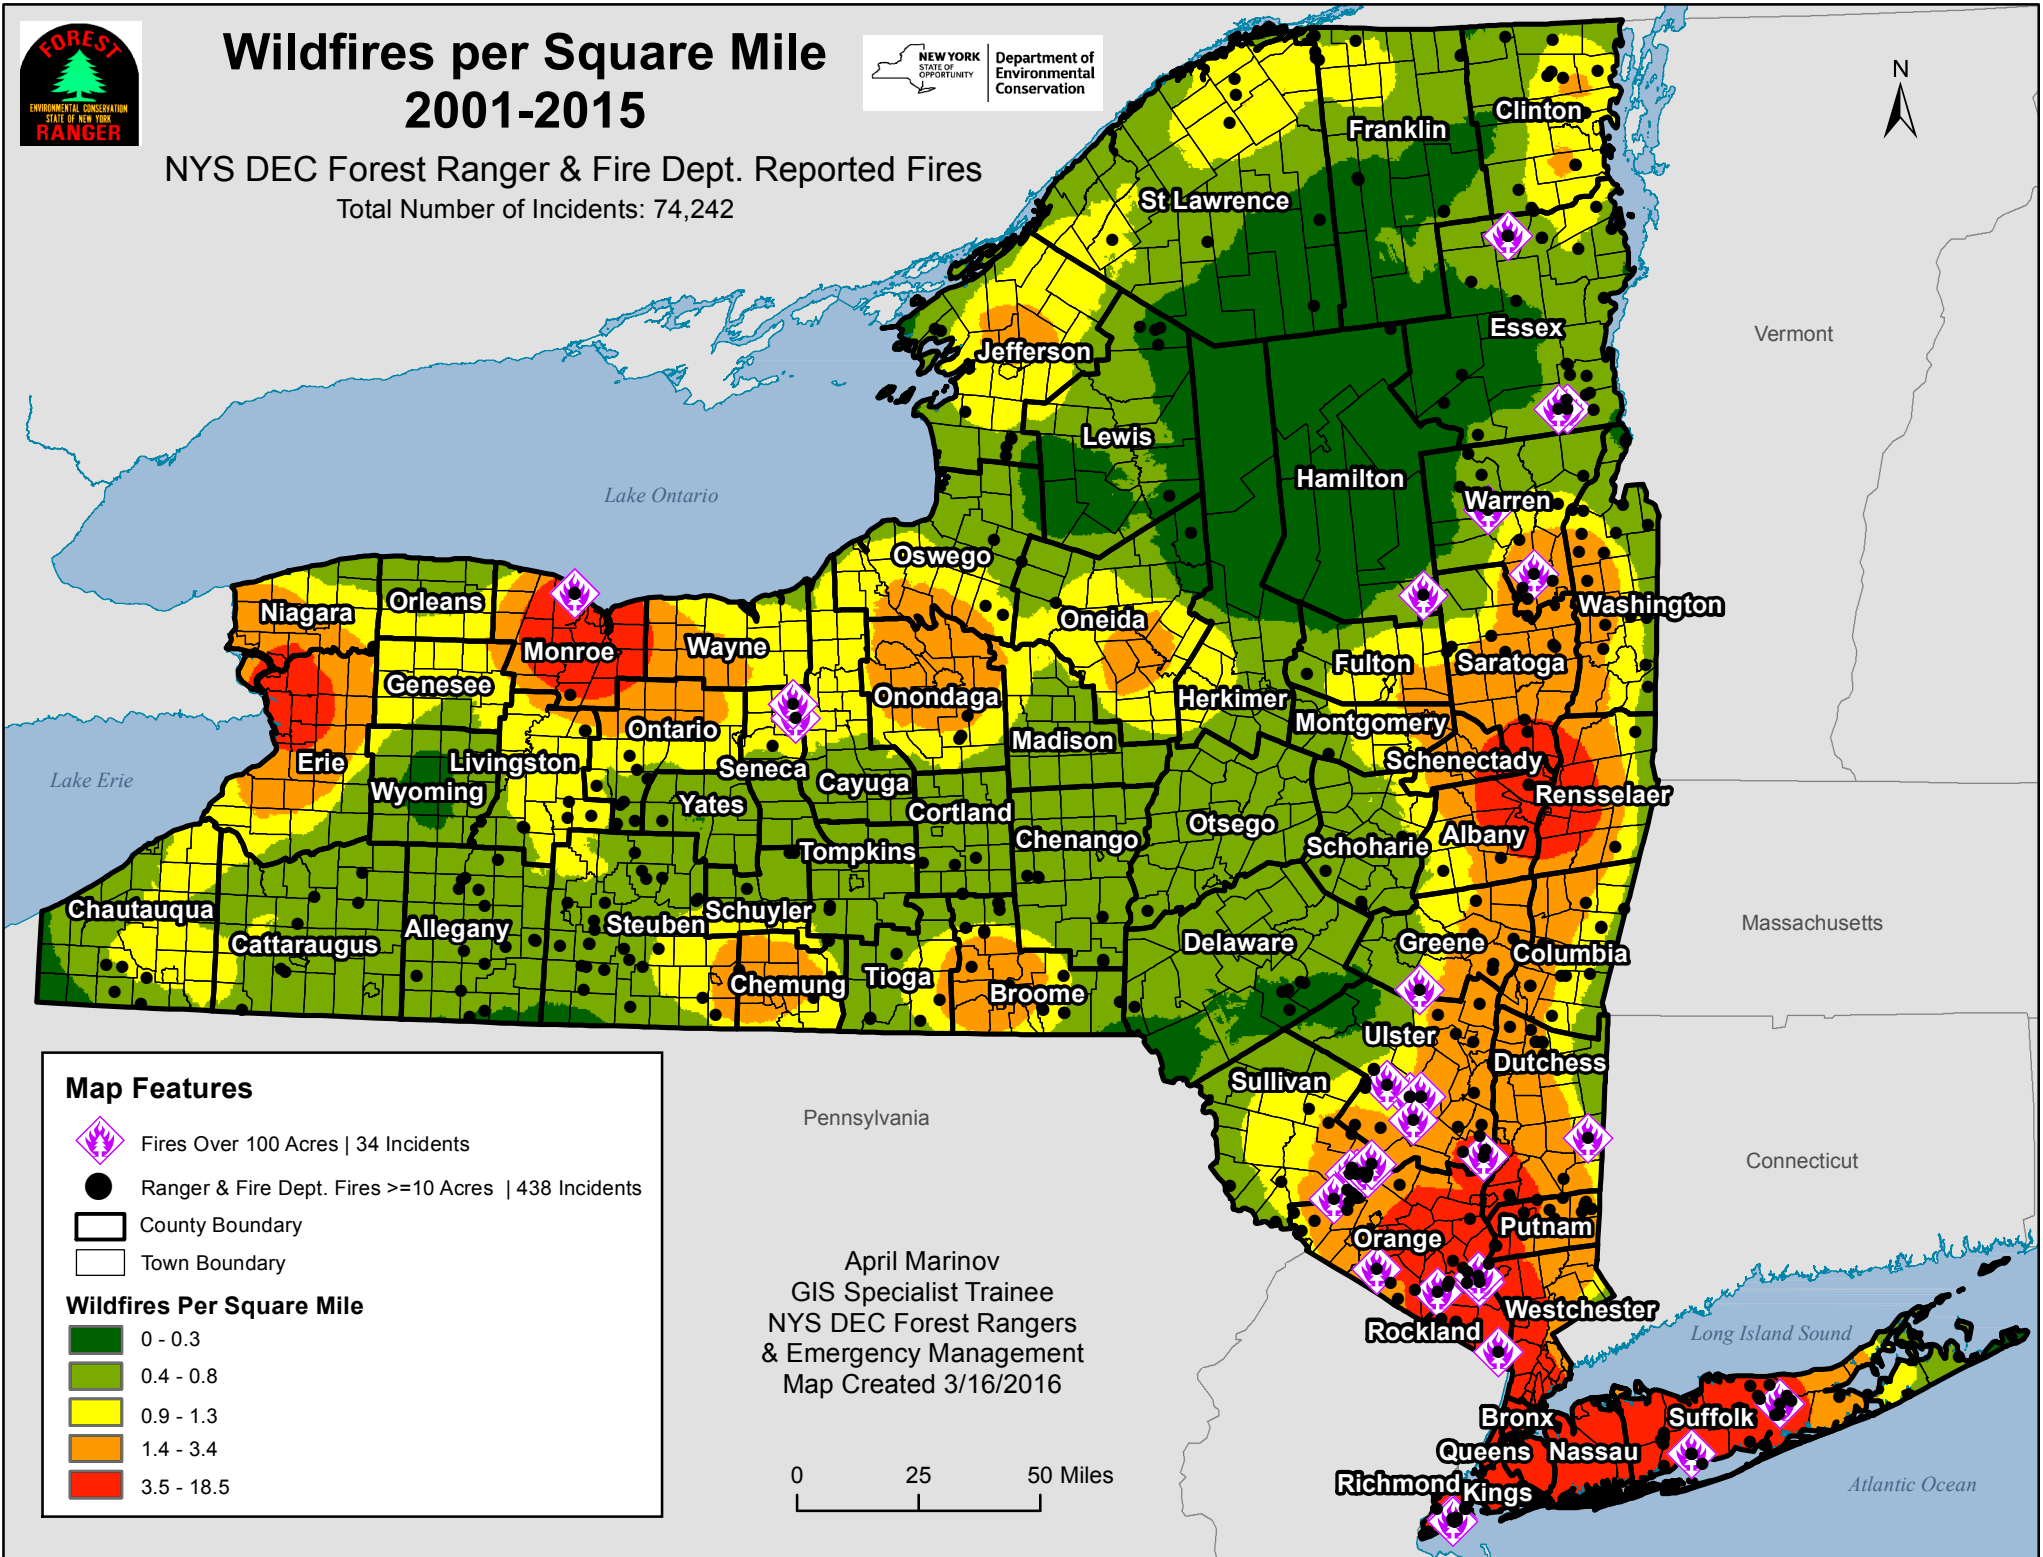 FOREST
ENVIRONMENTAL CONSERVATION
STATE OF NEW YORK
RANGER
Wildfires per Square Mile
2001-2015
NEW YORK
STATE OF
OPPORTUNITY
Department of
Environmental
Conservation
NYS DEC Forest Ranger & Fire Dept. Reported Fires
Total Number of Incidents: 74,242
N
Clinton
Franklin
St Lawrence
Essex
Vermont
Jefferson
Lewis
Hamilton
Lake Ontario
Warren
Oswego
Orleans
Niagara
Oneida
Washington
Monroe
Wayne
Fulton
Saratoga
Genesee
Onondaga
Herkimer
Ontario
Montgomery
Madison
Erie
Livingston
Seneca
Schenectady
Lake Erie
Wyoming
Cayuga
Yates
Cortland
Rensselaer
Otsego
Chenango
Albany
Tompkins
Schoharie
Chautauqua
Steuben
Schuyler
Massachusetts
Cattaraugus
Allegany
Delaware
Greene
Columbia
Chemung
Tioga
Broome
Ulster
Dutchess
Sullivan
Pennsylvania
Connecticut
Putnam
Orange
Westchester
Rockland
Long Island Sound
Bronx
Suffolk
Queens
Nassau
Richmond
Kings
Atlantic Ocean
Map Features
Fires Over 100 Acres | 34 Incidents
Ranger & Fire Dept. Fires >=10 Acres | 438 Incidents
County Boundary
Town Boundary
Wildfires Per Square Mile
0 - 0.3
0.4 - 0.8
0.9 - 1.3
1.4 - 3.4
3.5 - 18.5
April Marinov
GIS Specialist Trainee
NYS DEC Forest Rangers
& Emergency Management
Map Created 3/16/2016
0 25 50 Miles